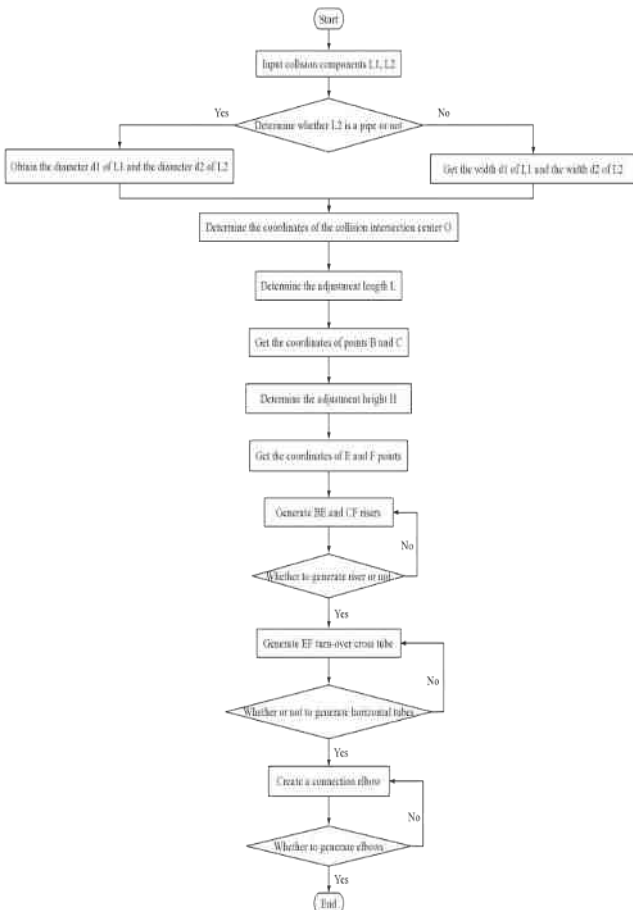 Start
Input collision components L1, L2
Yes
No
Determine whether L2 is a pipe or not
Obtain the diameter d1 of L1 and the diameter d2 of L2
Get the width d1 of L1 and the width d2 of L2
Determine the coordinates of the collision intersection center O
Determine the adjustment length L
Get the coordinates of points B and C
Determine the adjustment height H
Get the coordinates of E and F points
Generate BE and CF risers
No
Whether to generate riser or not
Yes
Generate EF turn-over cross tube
No
Whether or not to generate horizontal tubes
Yes
Create a connection elbow
No
Whether to generate elbows
Yes
End